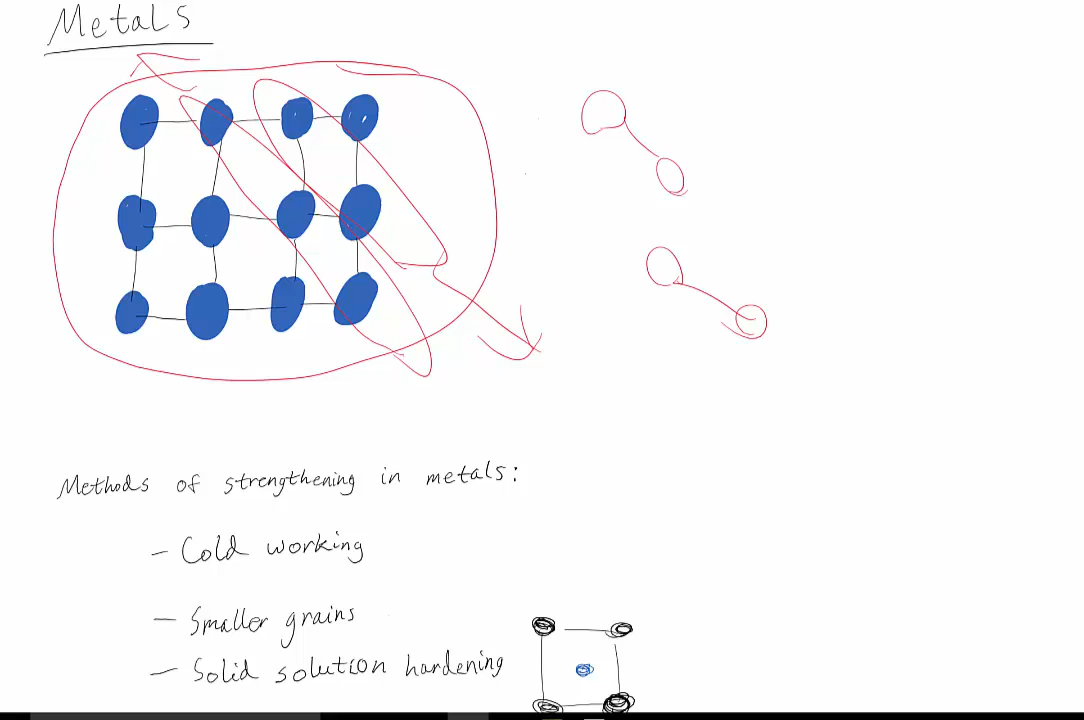 Metals
Methods of strengthening in metals:
- Cold working
- Smaller grains
- Solid solution hardening